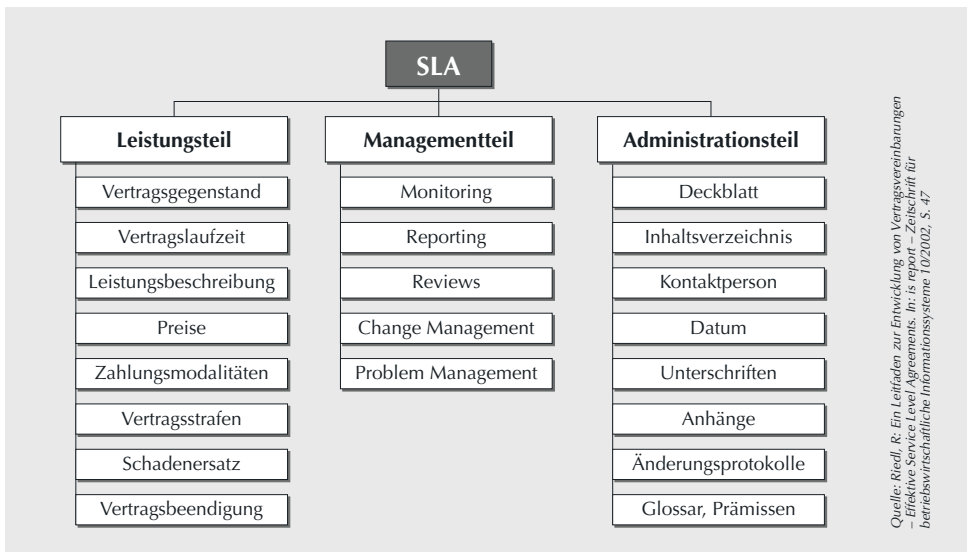 SLA
Leistungsteil
Vertragsgegenstand
Vertragslaufzeit
Leistungsbeschreibung
Preise
Zahlungsmodalitäten
Vertragsstrafen
Schadenersatz
Vertragsbeendigung
Managementteil
Monitoring
Reporting
Reviews
Change Management
Problem Management
Administrationsteil
Deckblatt
Inhaltsverzeichnis
Kontaktperson
Datum
Unterschriften
Anhänge
Änderungsprotokolle
Glossar, Prämissen
Quelle: Riedl, R: Ein Leitfaden zur Entwicklung von Vertragsvereinbarungen
– Effektive Service Level Agreements. In: is report – Zeitschrift für
betriebswirtschaftliche Informationssysteme 10/2002, S. 47